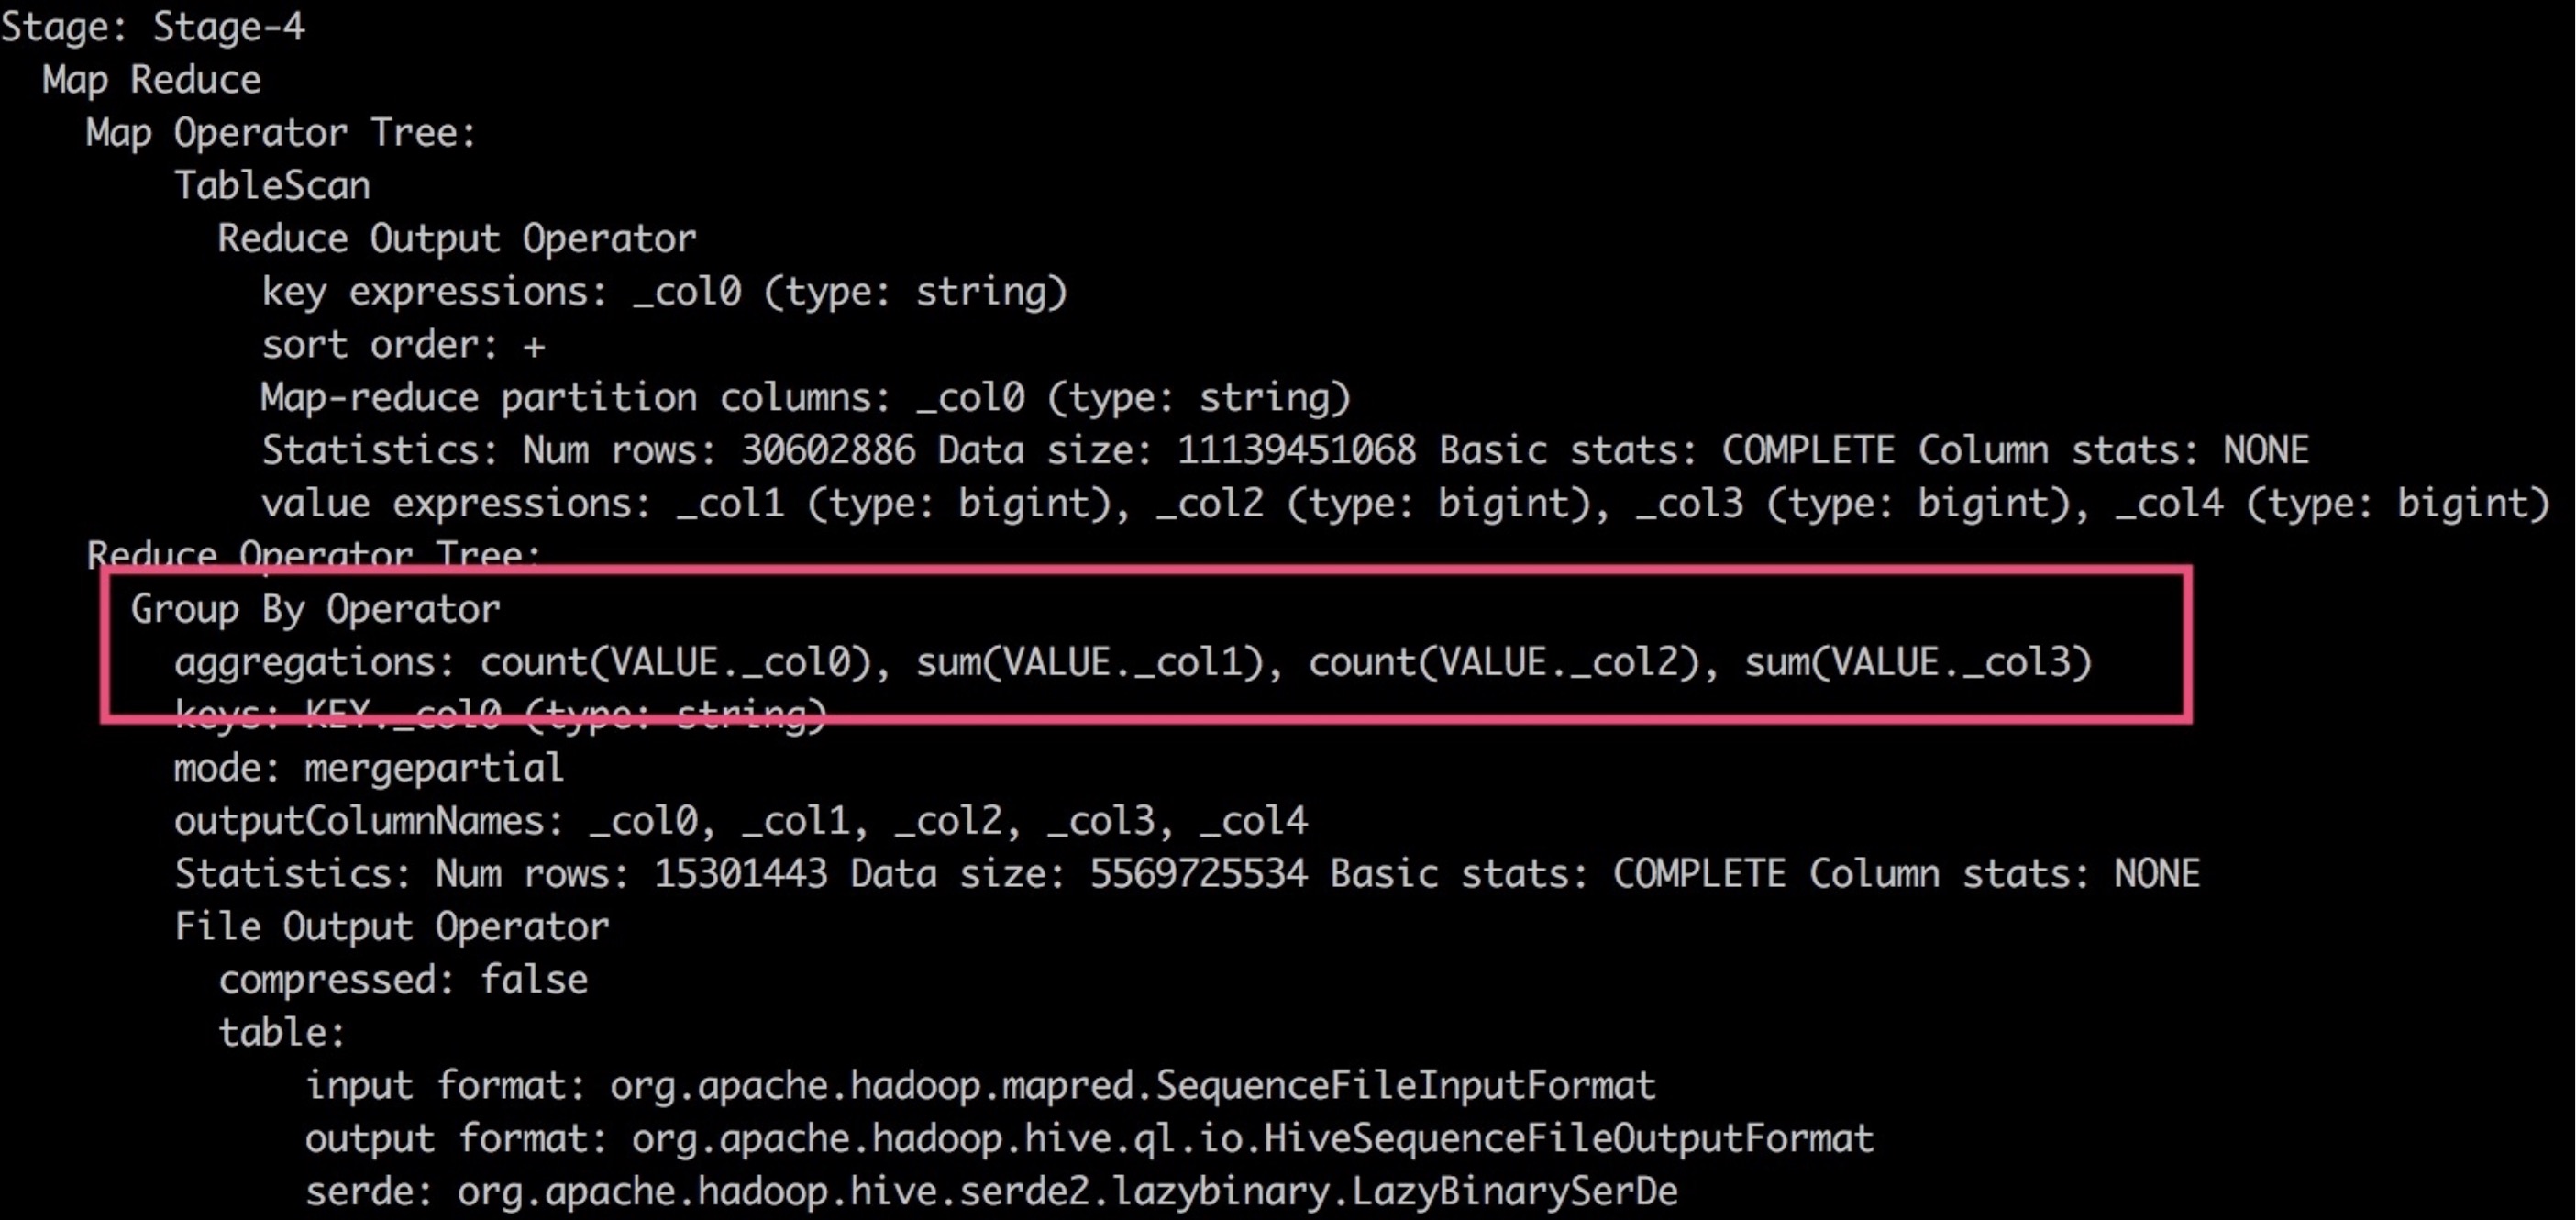 Stage: Stage-4
Map Reduce
Map Operator Tree:
TableScan
Reduce Output Operator
key expressions: _col0 (type: string)
sort order: +
Map-reduce partition columns: _col0 (type: string)
Statistics: Num rows: 30602886 Data size: 11139451068 Basic stats: COMPLETE Column stats: NONE
value expressions: _col1 (type: bigint), _col2 (type: bigint), _col3 (type: bigint), _col4 (type: bigint)
Reduce Operator Tree:
Group By Operator
aggregations: count(VALUE._col0), sum(VALUE._col1), count(VALUE._col2), sum(VALUE._col3)
keys: KEY._col0 (type: string)
mode: mergepartial
outputColumnNames: _col0, _col1, _col2, _col3, _col4
Statistics: Num rows: 15301443 Data size: 5569725534 Basic stats: COMPLETE Column stats: NONE
File Output Operator
compressed: false
table:
input format: org.apache.hadoop.mapred.SequenceFileInputFormat
output format: org.apache.hadoop.hive.ql.io.HiveSequenceFileOutputFormat
serde: org.apache.hadoop.hive.serde2.lazybinary.LazyBinarySerDe